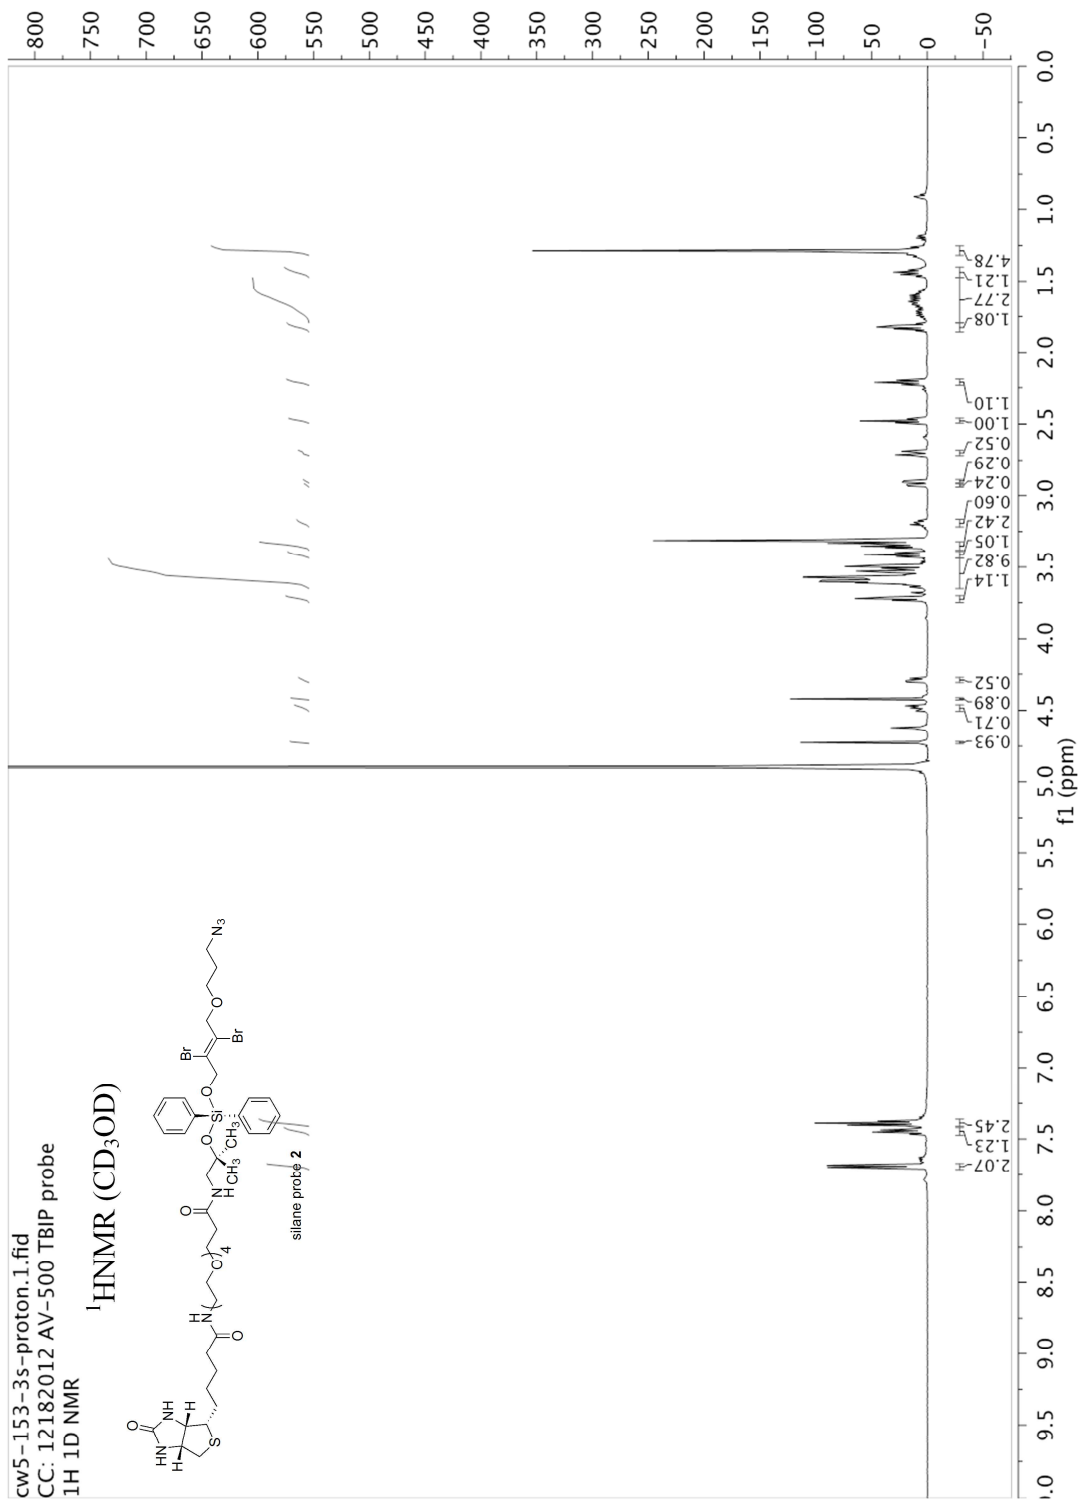 cw5-153-3s-proton.1.fid
CC: 12182012 AV-500 TBIP probe
1H 1D NMR
¹HNMR (CD₃OD)
O
HN
NH
H
H
S
O
H
N
O
4
O
N
H
CH₃
CH₃
O
Si
O
Br
Br
O
N₃
silane probe 2
800
750
700
650
600
550
500
450
400
350
300
250
200
150
100
50
0
-50
2.07
1.23
2.45
0.93
0.71
0.89
0.52
1.14
9.82
1.05
2.42
0.60
0.24
0.29
0.52
1.00
1.10
1.08
2.77
1.21
4.78
.0
9.5
9.0
8.5
8.0
7.5
7.0
6.5
6.0
5.5
5.0
4.5
4.0
3.5
3.0
2.5
2.0
1.5
1.0
0.5
0.0
f1 (ppm)